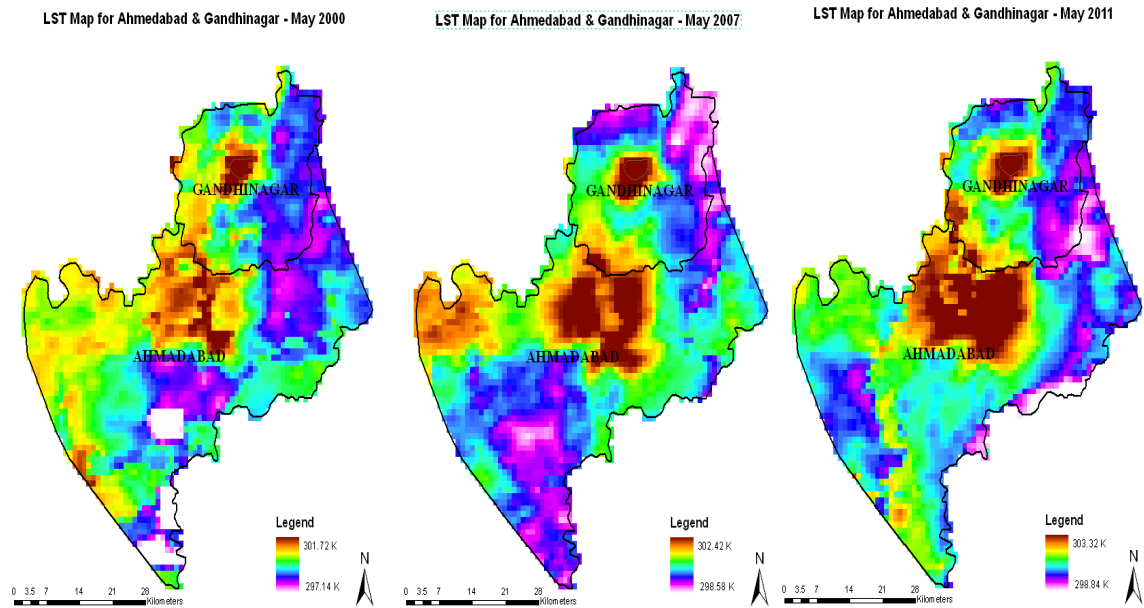 LST Map for Ahmedabad & Gandhinagar - May 2000
GANDHINAGAR
AHMADABAD
Legend
301.72 K
297.14 K
N
0 3.5 7 14 21 28
Kilometers
LST Map for Ahmedabad & Gandhinagar - May 2007
GANDHINAGAR
AHMADABAD
Legend
302.42 K
298.58 K
N
0 3.5 7 14 21 28
Kilometers
LST Map for Ahmedabad & Gandhinagar - May 2011
GANDHINAGAR
AHMADABAD
Legend
303.32 K
298.84 K
N
0 3.5 7 14 21 28
Kilometers